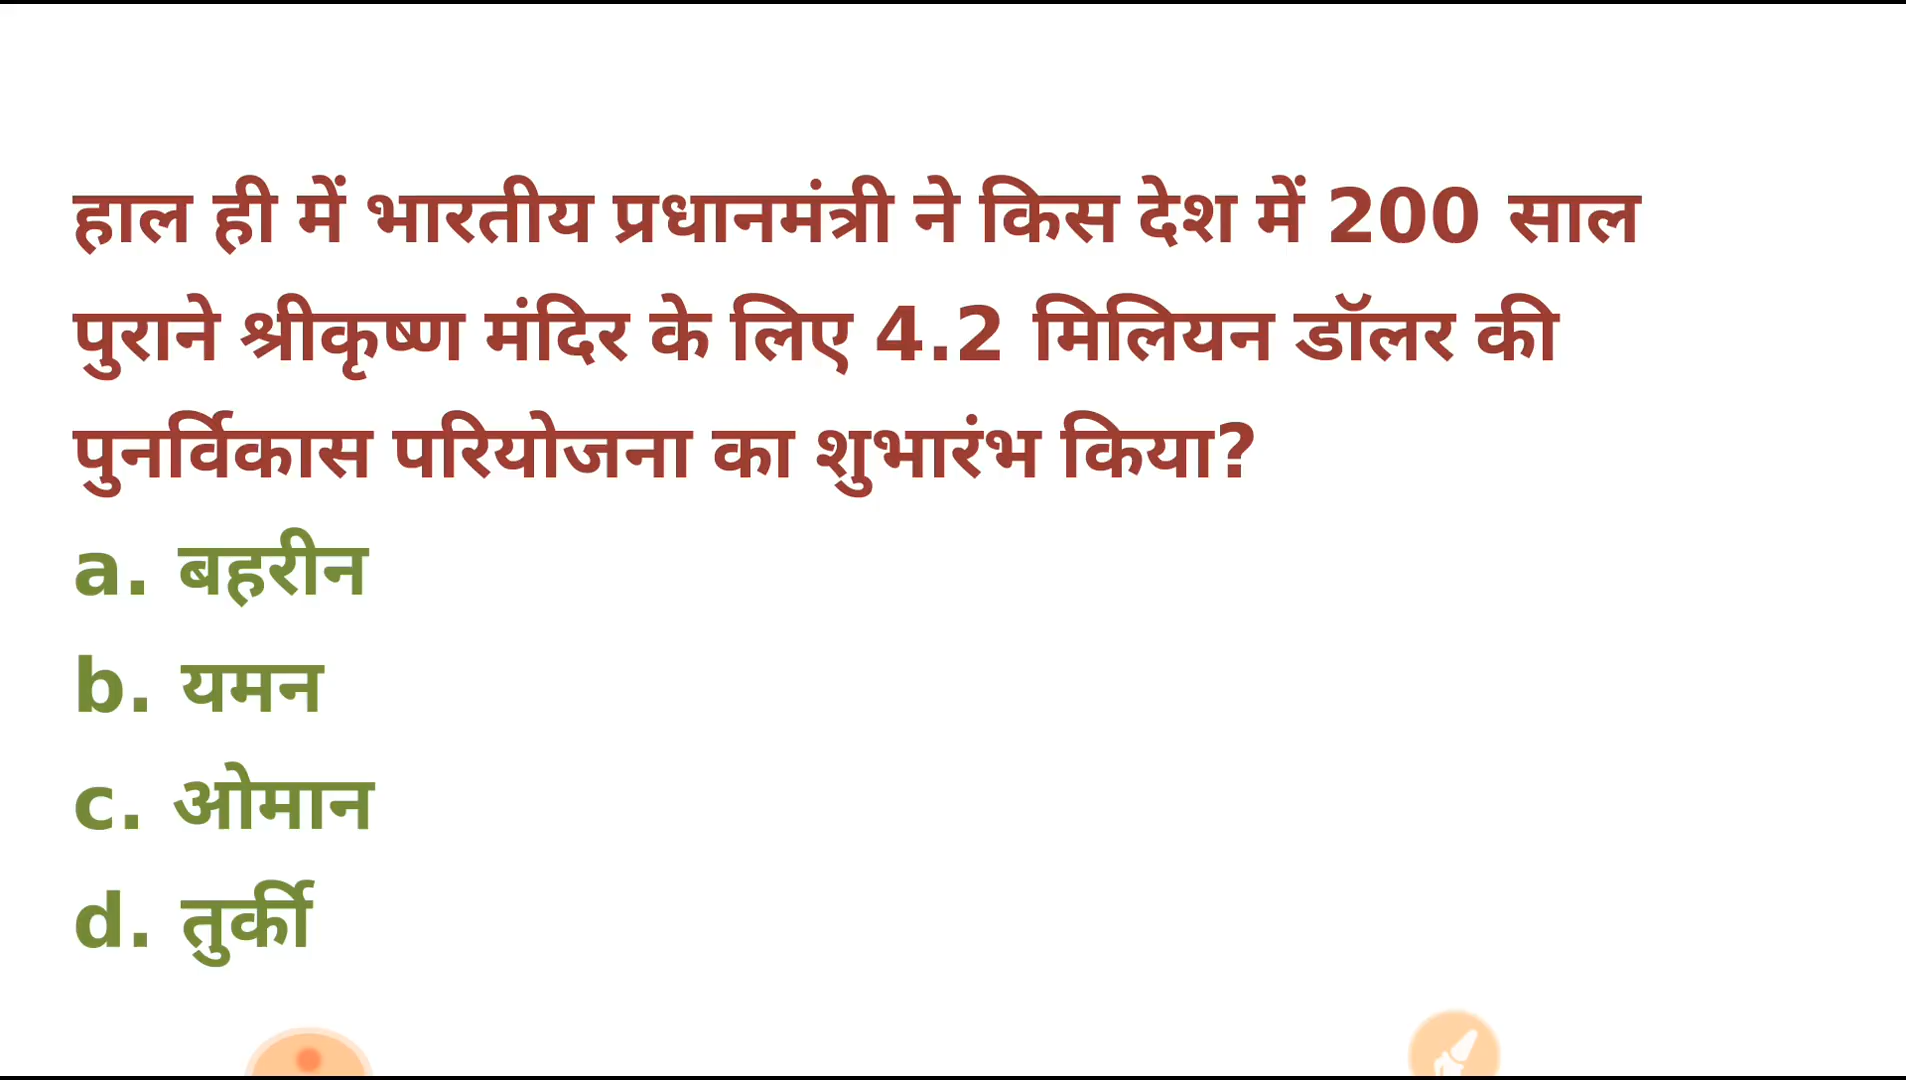 हाल ही में भारतीय प्रधानमंत्री ने किस देश में 200 साल
पुराने श्रीकृष्ण मंदिर के लिए 4.2 मिलियन डॉलर की
पुनर्विकास परियोजना का शुभारंभ किया?
a. बहरीन
b. यमन
c. ओमान
d. तुर्की